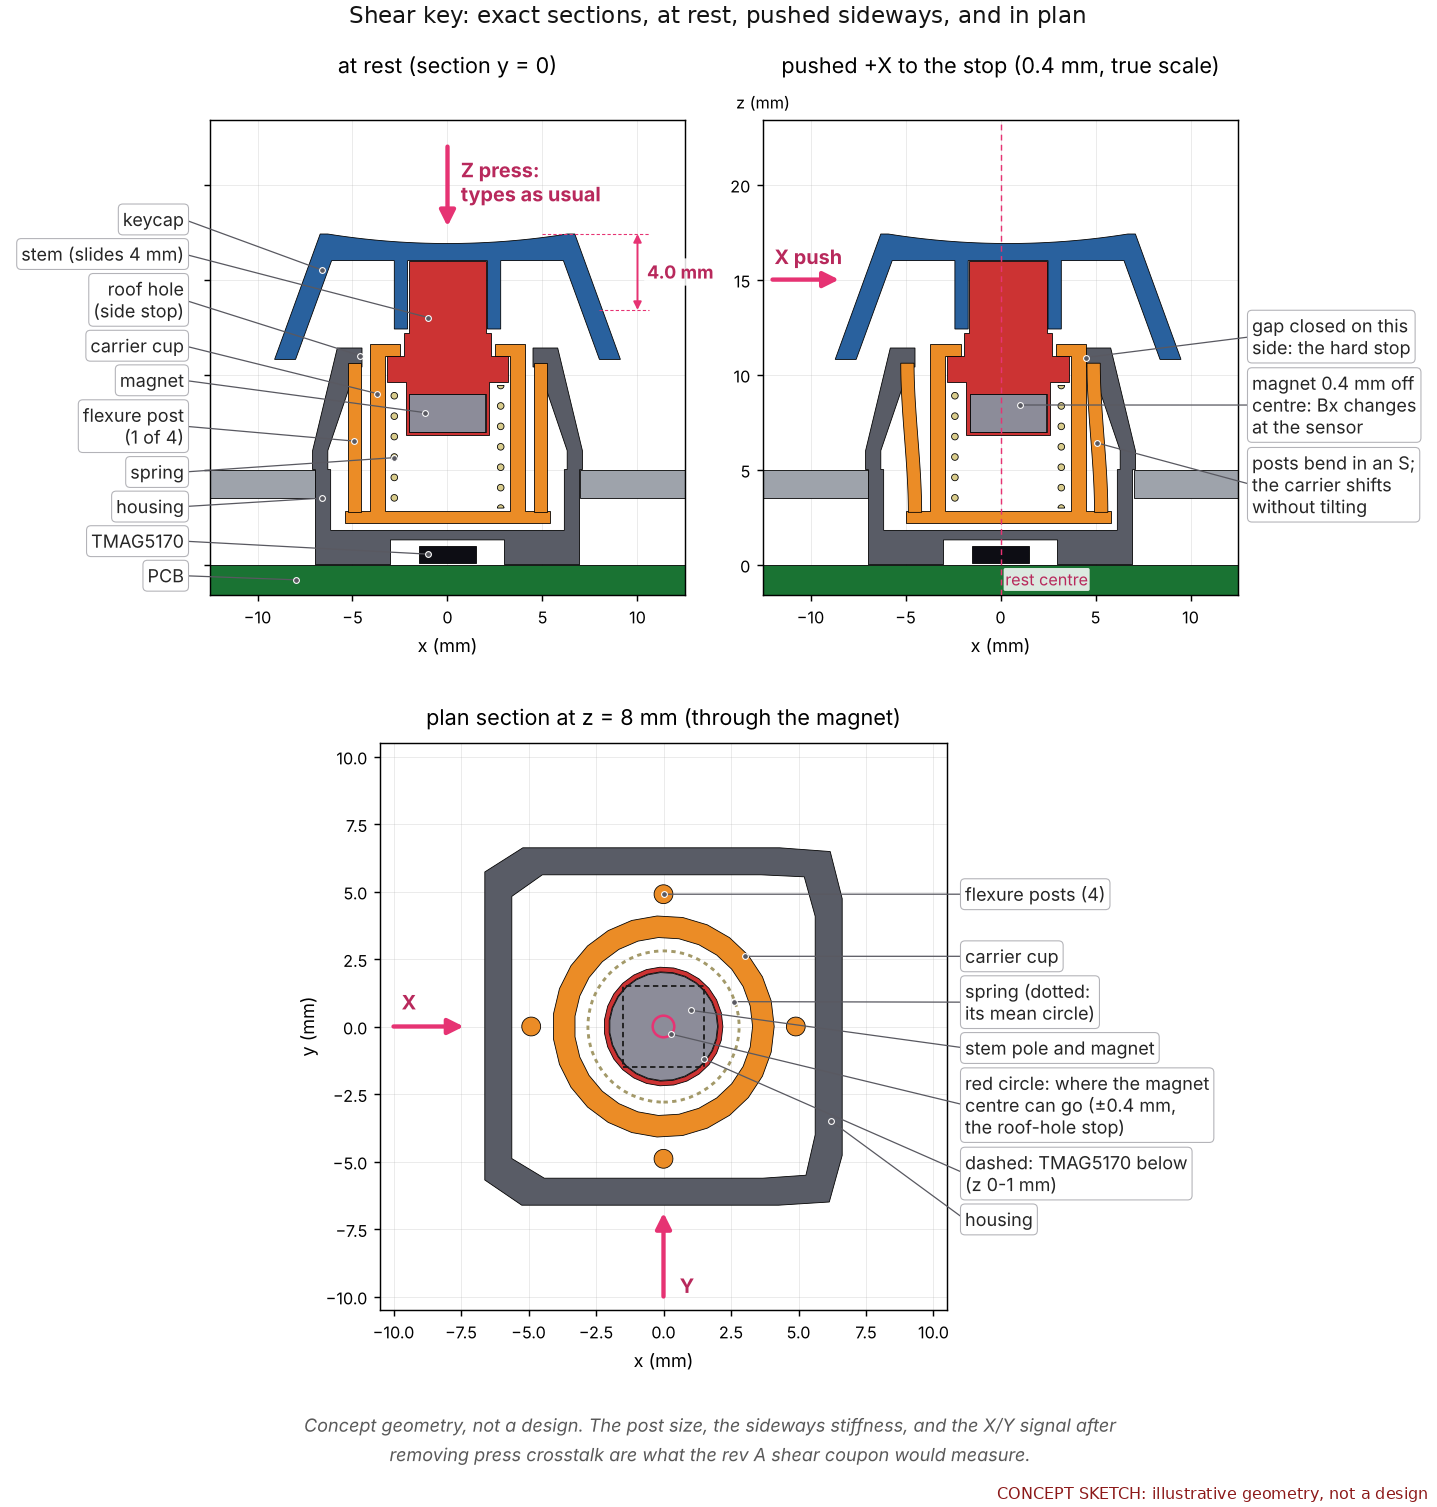 Shear key: exact sections, at rest, pushed sideways, and in plan
at rest (section y = 0)
pushed +X to the stop (0.4 mm, true scale)
z (mm)
Z press:
types as usual
4.0 mm
keycap
stem (slides 4 mm)
roof hole
(side stop)
carrier cup
magnet
flexure post
(1 of 4)
spring
housing
TMAG5170
PCB
−10
−5
0
5
10
x (mm)
X push
20
15
10
5
0
gap closed on this
side: the hard stop
magnet 0.4 mm off
centre: Bx changes
at the sensor
posts bend in an S;
the carrier shifts
without tilting
rest centre
−10
−5
0
5
10
x (mm)
plan section at z = 8 mm (through the magnet)
10.0
7.5
5.0
2.5
0.0
−2.5
−5.0
−7.5
−10.0
y (mm)
X
Y
flexure posts (4)
carrier cup
spring (dotted:
its mean circle)
stem pole and magnet
red circle: where the magnet
centre can go (±0.4 mm,
the roof-hole stop)
dashed: TMAG5170 below
(z 0-1 mm)
housing
−10.0
−7.5
−5.0
−2.5
0.0
2.5
5.0
7.5
10.0
x (mm)
Concept geometry, not a design. The post size, the sideways stiffness, and the X/Y signal after
removing press crosstalk are what the rev A shear coupon would measure.
CONCEPT SKETCH: illustrative geometry, not a design